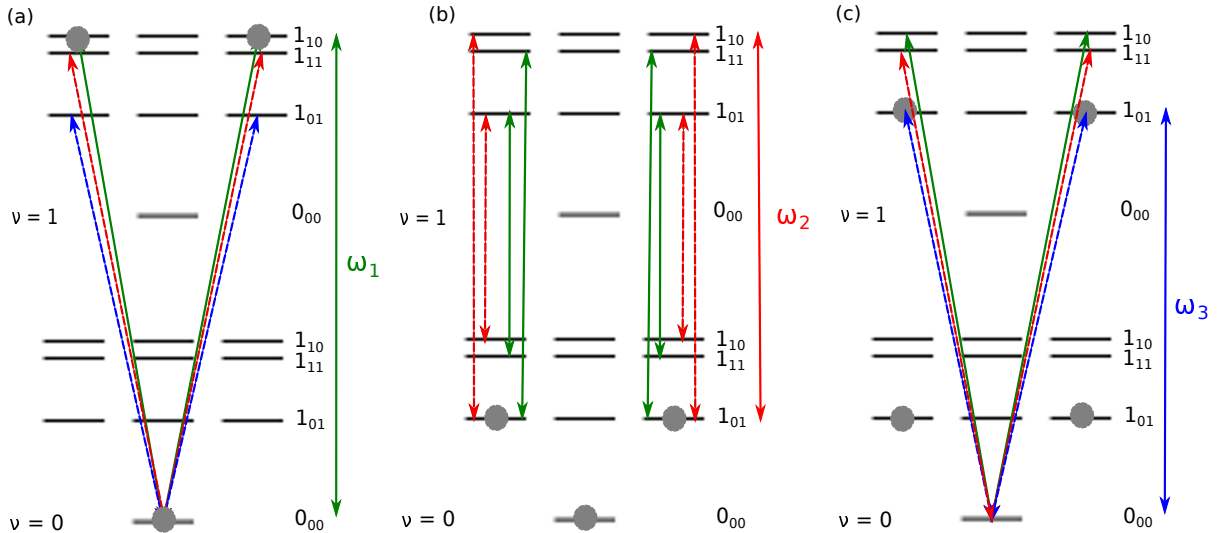 (a)
1₁₀
1₁₁
1₀₁
ν = 1
0₀₀
ω₁
1₁₀
1₁₁
1₀₁
ν = 0
0₀₀
(b)
1₁₀
1₁₁
1₀₁
ν = 1
0₀₀
ω₂
1₁₀
1₁₁
1₀₁
ν = 0
0₀₀
(c)
1₁₀
1₁₁
1₀₁
ν = 1
0₀₀
ω₃
1₁₀
1₁₁
1₀₁
ν = 0
0₀₀